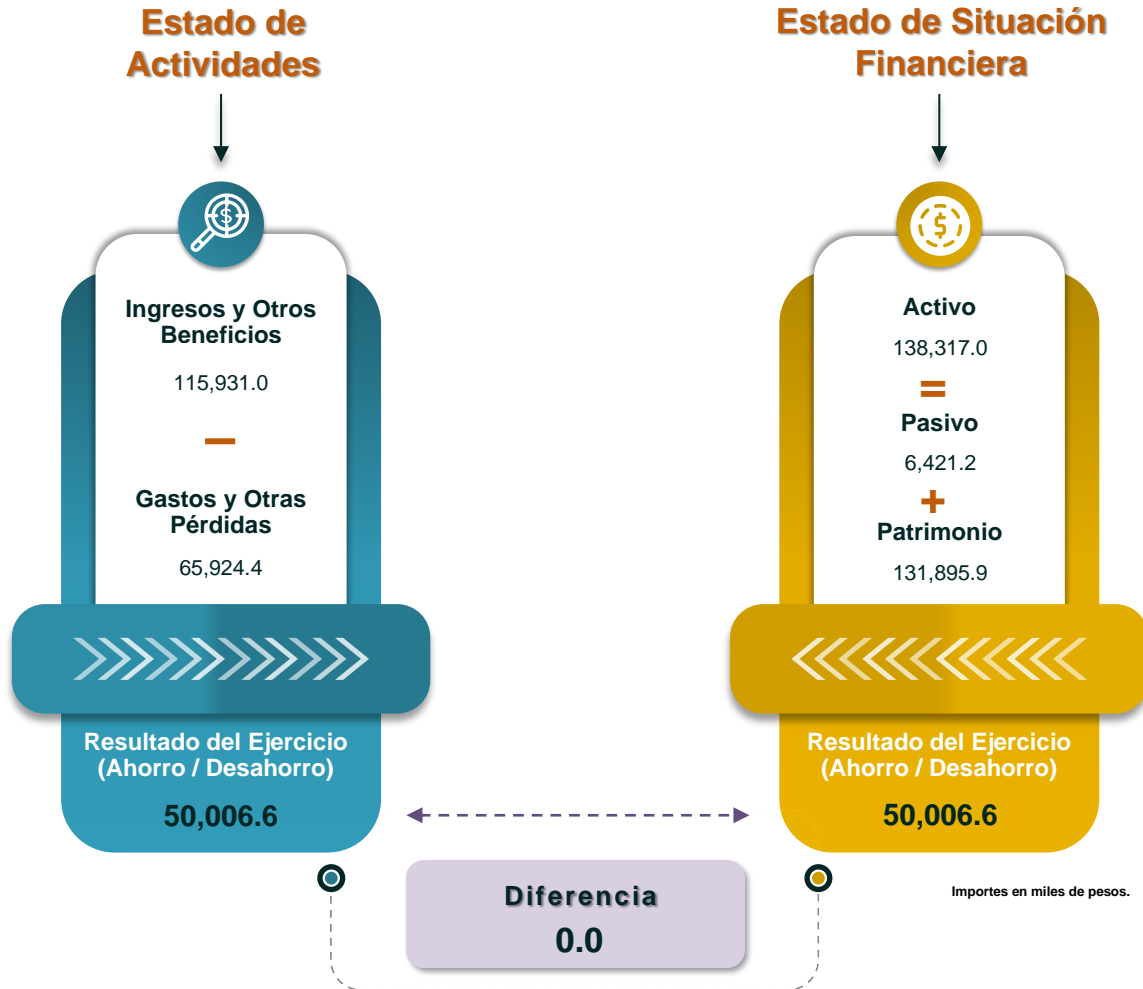 Estado de
Actividades
Ingresos y Otros
Beneficios
115,931.0
–
Gastos y Otras
Pérdidas
65,924.4
Resultado del Ejercicio
(Ahorro / Desahorro)
50,006.6
Estado de Situación
Financiera
Activo
138,317.0
=
Pasivo
6,421.2
+
Patrimonio
131,895.9
Resultado del Ejercicio
(Ahorro / Desahorro)
50,006.6
Diferencia
0.0
Importes en miles de pesos.